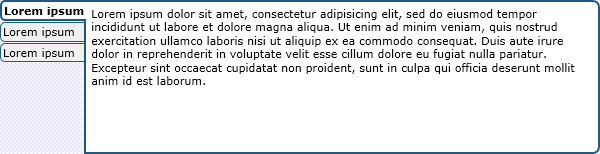 Lorem ipsum
Lorem ipsum
Lorem ipsum
Lorem ipsum dolor sit amet, consectetur adipisicing elit, sed do eiusmod tempor
incididunt ut labore et dolore magna aliqua. Ut enim ad minim veniam, quis nostrud
exercitation ullamco laboris nisi ut aliquip ex ea commodo consequat. Duis aute irure
dolor in reprehenderit in voluptate velit esse cillum dolore eu fugiat nulla pariatur.
Excepteur sint occaecat cupidatat non proident, sunt in culpa qui officia deserunt mollit
anim id est laborum.